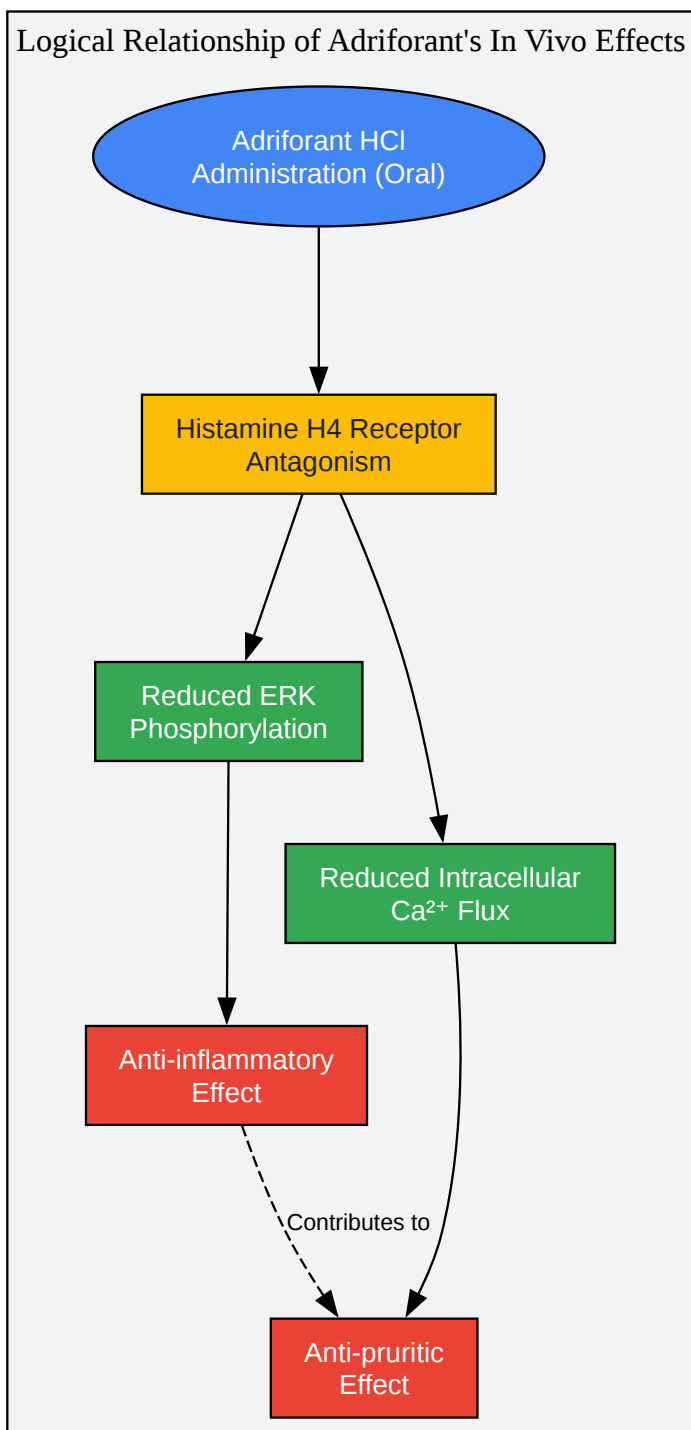 Logical Relationship of Adriforant's In Vivo Effects
Adriforant HCl
Administration (Oral)
Histamine H4 Receptor
Antagonism
Reduced ERK
Phosphorylation
Reduced Intracellular
Ca²⁺ Flux
Anti-inflammatory
Effect
Contributes to
Anti-pruritic
Effect